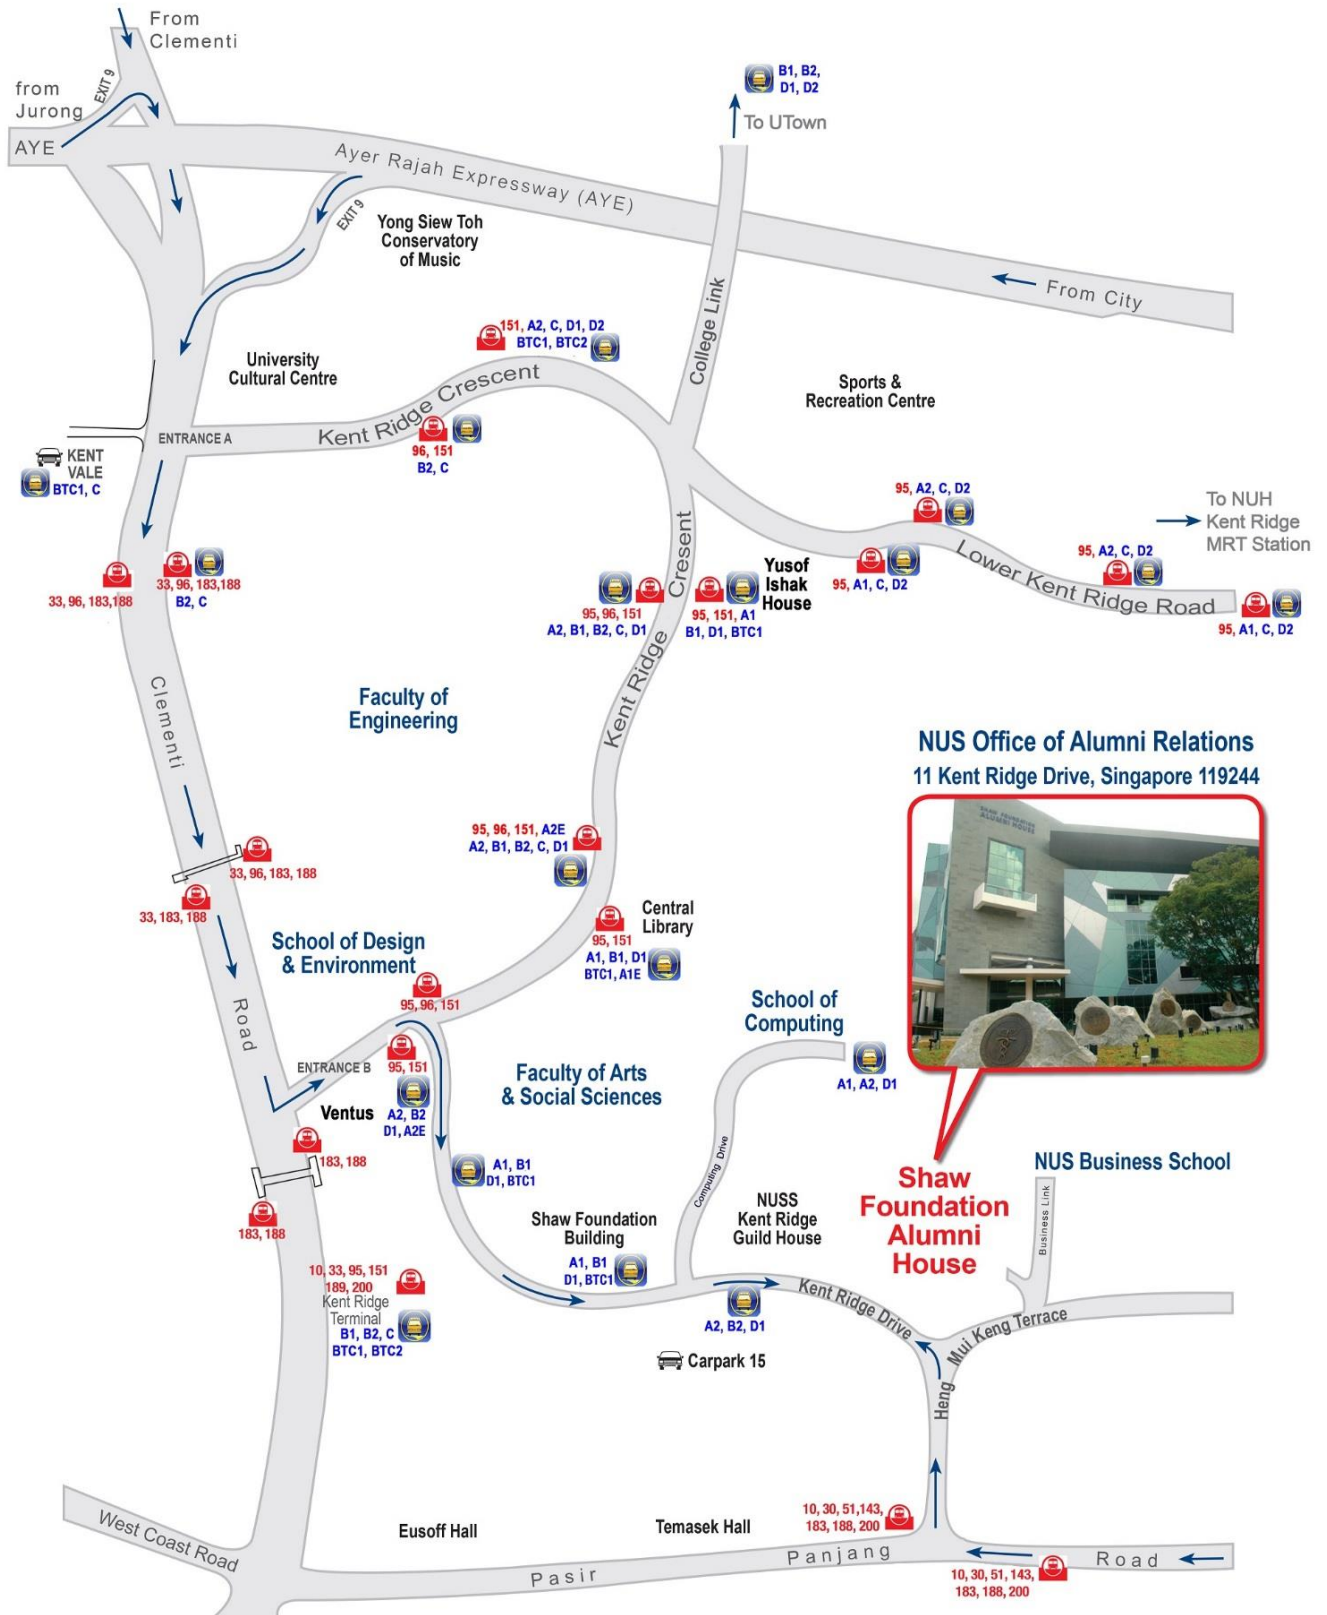 From
Clementi
from
Jurong
EXIT 9
AYE
B1, B2,
D1, D2
To UTown
Ayer Rajah Expressway (AYE)
EXIT 9
Yong Siew Toh
Conservatory
of Music
From City
College Link
151, A2, C, D1, D2
BTC1, BTC2
University
Cultural Centre
Sports &
Recreation Centre
Kent Ridge Crescent
ENTRANCE A
96, 151
B2, C
KENT
VALE
BTC1, C
95, A2, C, D2
To NUH
Kent Ridge
MRT Station
33, 96, 183,188
33, 96, 183,188
B2, C
Kent Ridge Cresent
95, 96, 151
A2, B1, B2, C, D1
95, 151, A1
B1, D1, BTC1
Yusof
Ishak
House
95, A1, C, D2
95, A2, C, D2
Lower Kent Ridge Road
95, A1, C, D2
Clementi
Road
Faculty of
Engineering
NUS Office of Alumni Relations
11 Kent Ridge Drive, Singapore 119244
SHAW FOUNDATION
ALUMNI HOUSE
95, 96, 151, A2E
A2, B1, B2, C, D1
33, 96, 183, 188
33, 183, 188
Central
Library
95, 151
A1, B1, D1
BTC1, A1E
School of Design
& Environment
95, 96, 151
School of
Computing
A1, A2, D1
ENTRANCE B
95, 151
Faculty of Arts
& Social Sciences
Ventus
A2, B2
D1, A2E
183, 188
A1, B1
D1, BTC1
Computing Drive
NUS Business School
Business Link
Shaw
Foundation
Alumni
House
183, 188
Shaw Foundation
Building
A1, B1
D1, BTC1
NUSS
Kent Ridge
Guild House
10, 33, 95, 151
189, 200
Kent Ridge
Terminal
B1, B2, C
BTC1, BTC2
Kent Ridge Drive
A2, B2, D1
Heng Mui Keng Terrace
Carpark 15
West Coast Road
Eusoff Hall
Temasek Hall
10, 30, 51,143,
183, 188, 200
Pasir Panjang Road
10, 30, 51, 143,
183, 188, 200